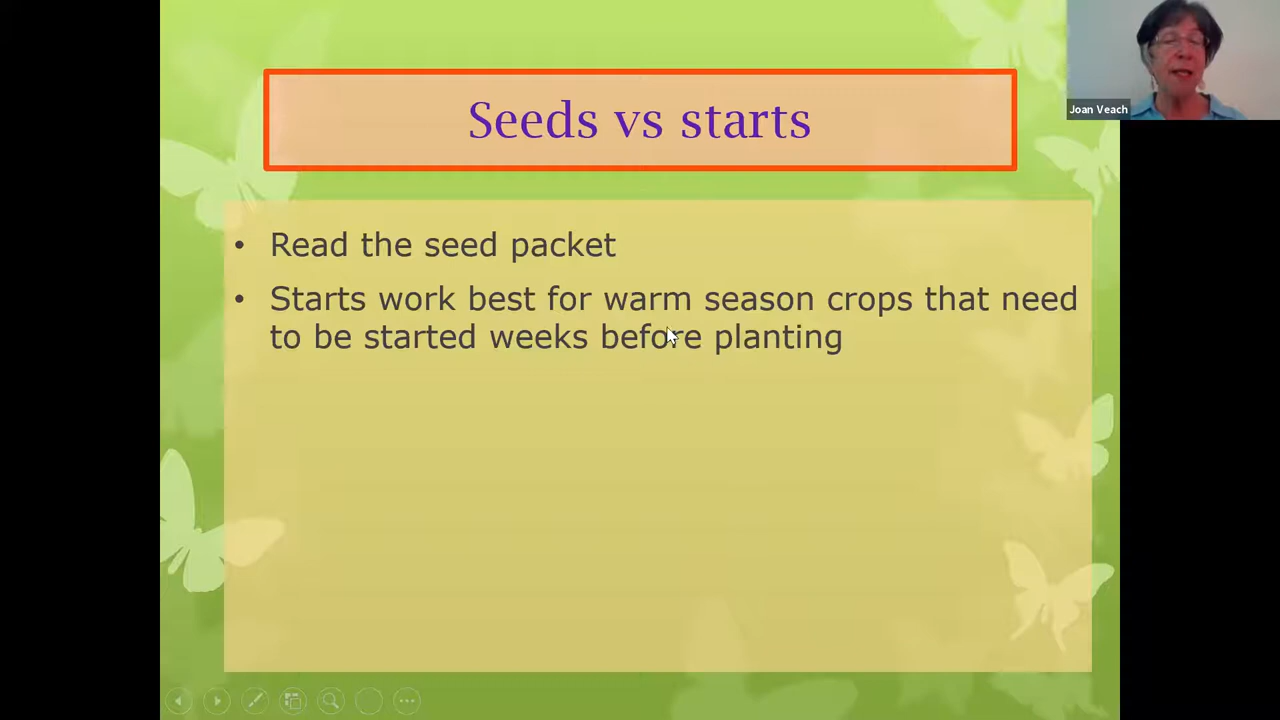 Seeds vs starts
Joan Veach
• Read the seed packet
• Starts work best for warm season crops that need
to be started weeks before planting